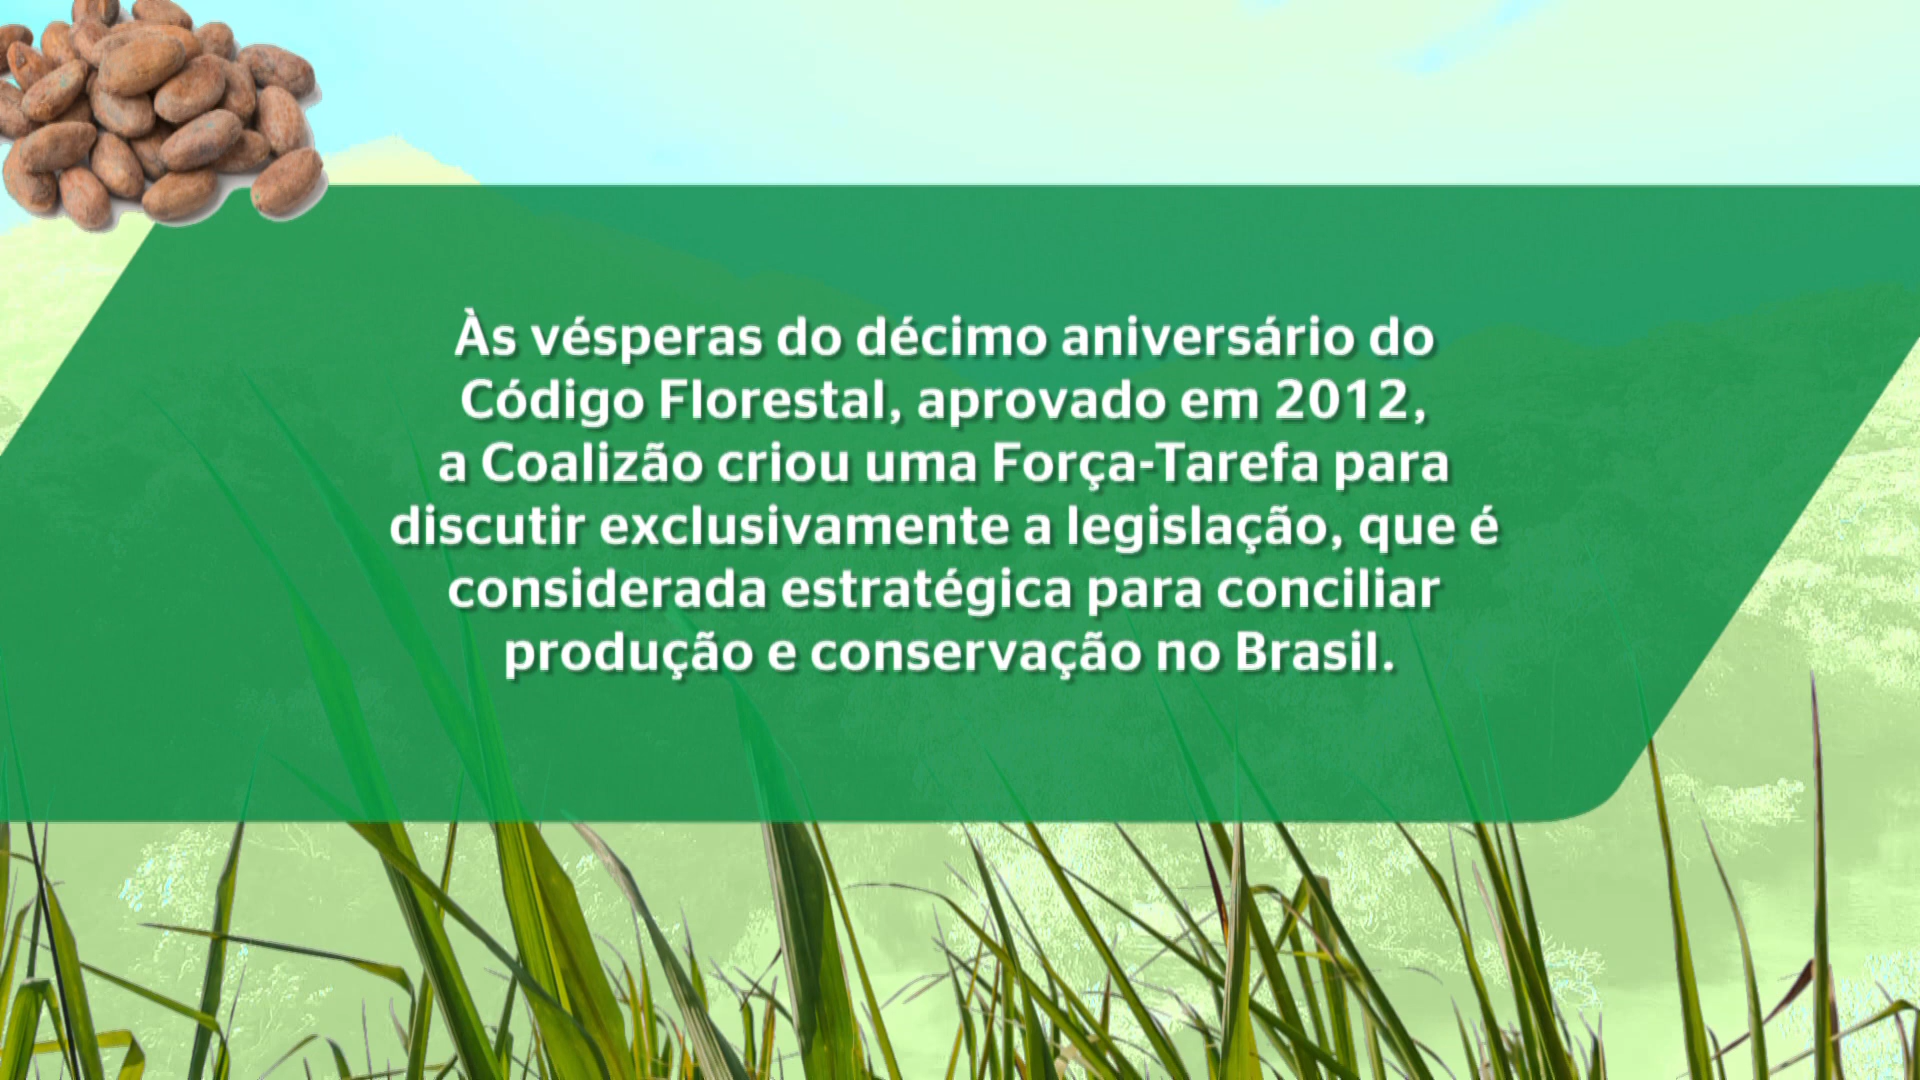 Às vésperas do décimo aniversário do
Código Florestal, aprovado em 2012,
a Coalizão criou uma Força-Tarefa para
discutir exclusivamente a legislação, que é
considerada estratégica para conciliar
produção e conservação no Brasil.